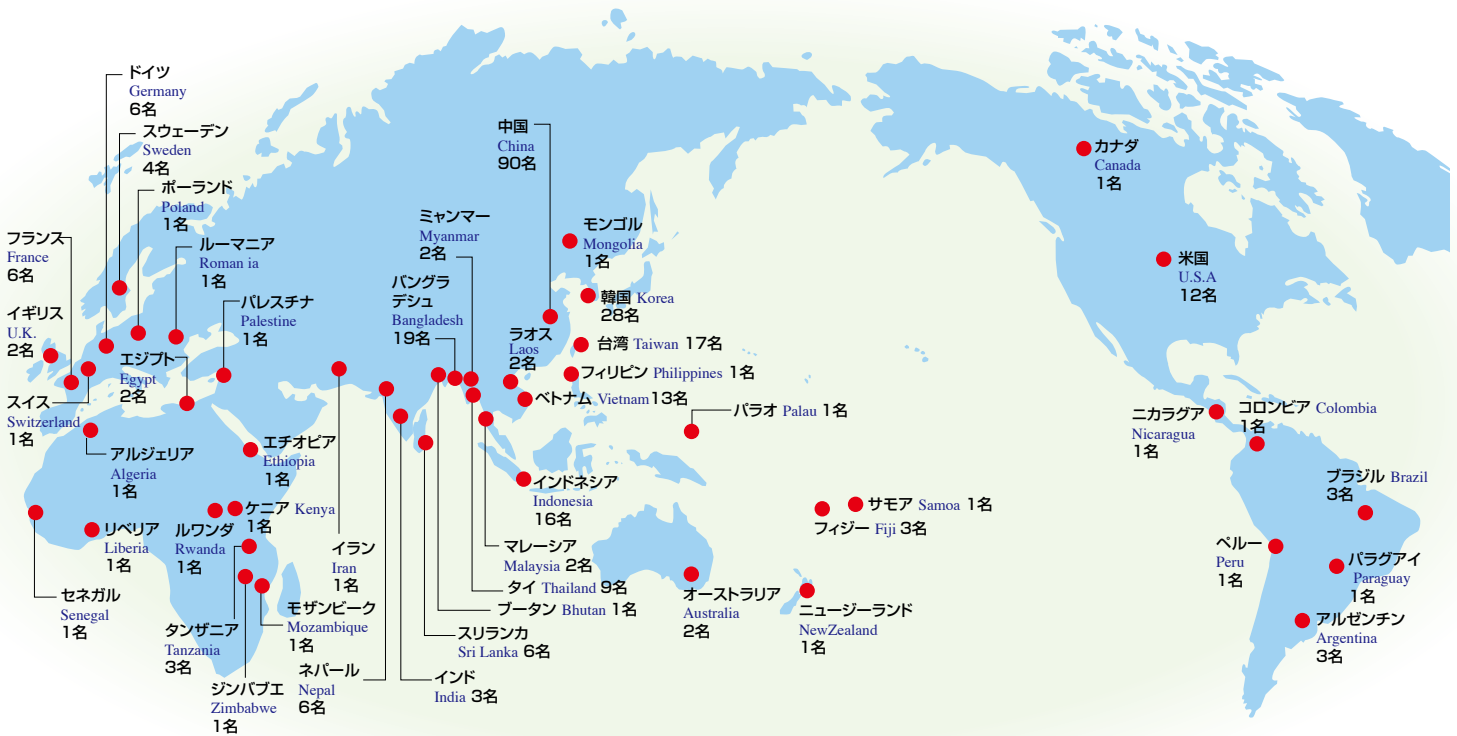 ドイツ
Germany
6名
スウェーデン
Sweden
4名
ポーランド
Poland
1名
フランス
France
6名
ルーマニア
Roman ia
1名
イギリス
U.K.
2名
パレスチナ
Palestine
1名
エジプト
Egypt
2名
スイス
Switzerland
1名
アルジェリア
Algeria
1名
エチオピア
Ethiopia
1名
ケニア Kenya
1名
リベリア
Liberia
1名
ルワンダ
Rwanda
1名
セネガル
Senegal
1名
タンザニア
Tanzania
3名
モザンビーク
Mozambique
1名
ジンバブエ
Zimbabwe
1名
イラン
Iran
1名
ネパール
Nepal
6名
中国
China
90名
ミャンマー
Myanmar
2名
バングラ
デシュ
Bangladesh
19名
モンゴル
Mongolia
1名
韓国 Korea
28名
ラオス
Laos
2名
台湾 Taiwan 17名
フィリピン Philippines 1名
ベトナム Vietnam13名
パラオ Palau 1名
インドネシア
Indonesia
16名
マレーシア
Malaysia 2名
タイ Thailand 9名
ブータン Bhutan 1名
スリランカ
Sri Lanka 6名
インド
India 3名
サモア Samoa 1名
フィジー Fiji 3名
オーストラリア
Australia
2名
ニュージーランド
NewZealand
1名
カナダ
Canada
1名
米国
U.S.A
12名
ニカラグア
Nicaragua
1名
コロンビア Colombia
1名
ブラジル Brazil
3名
ペルー
Peru
1名
パラグアイ
Paraguay
1名
アルゼンチン
Argentina
3名